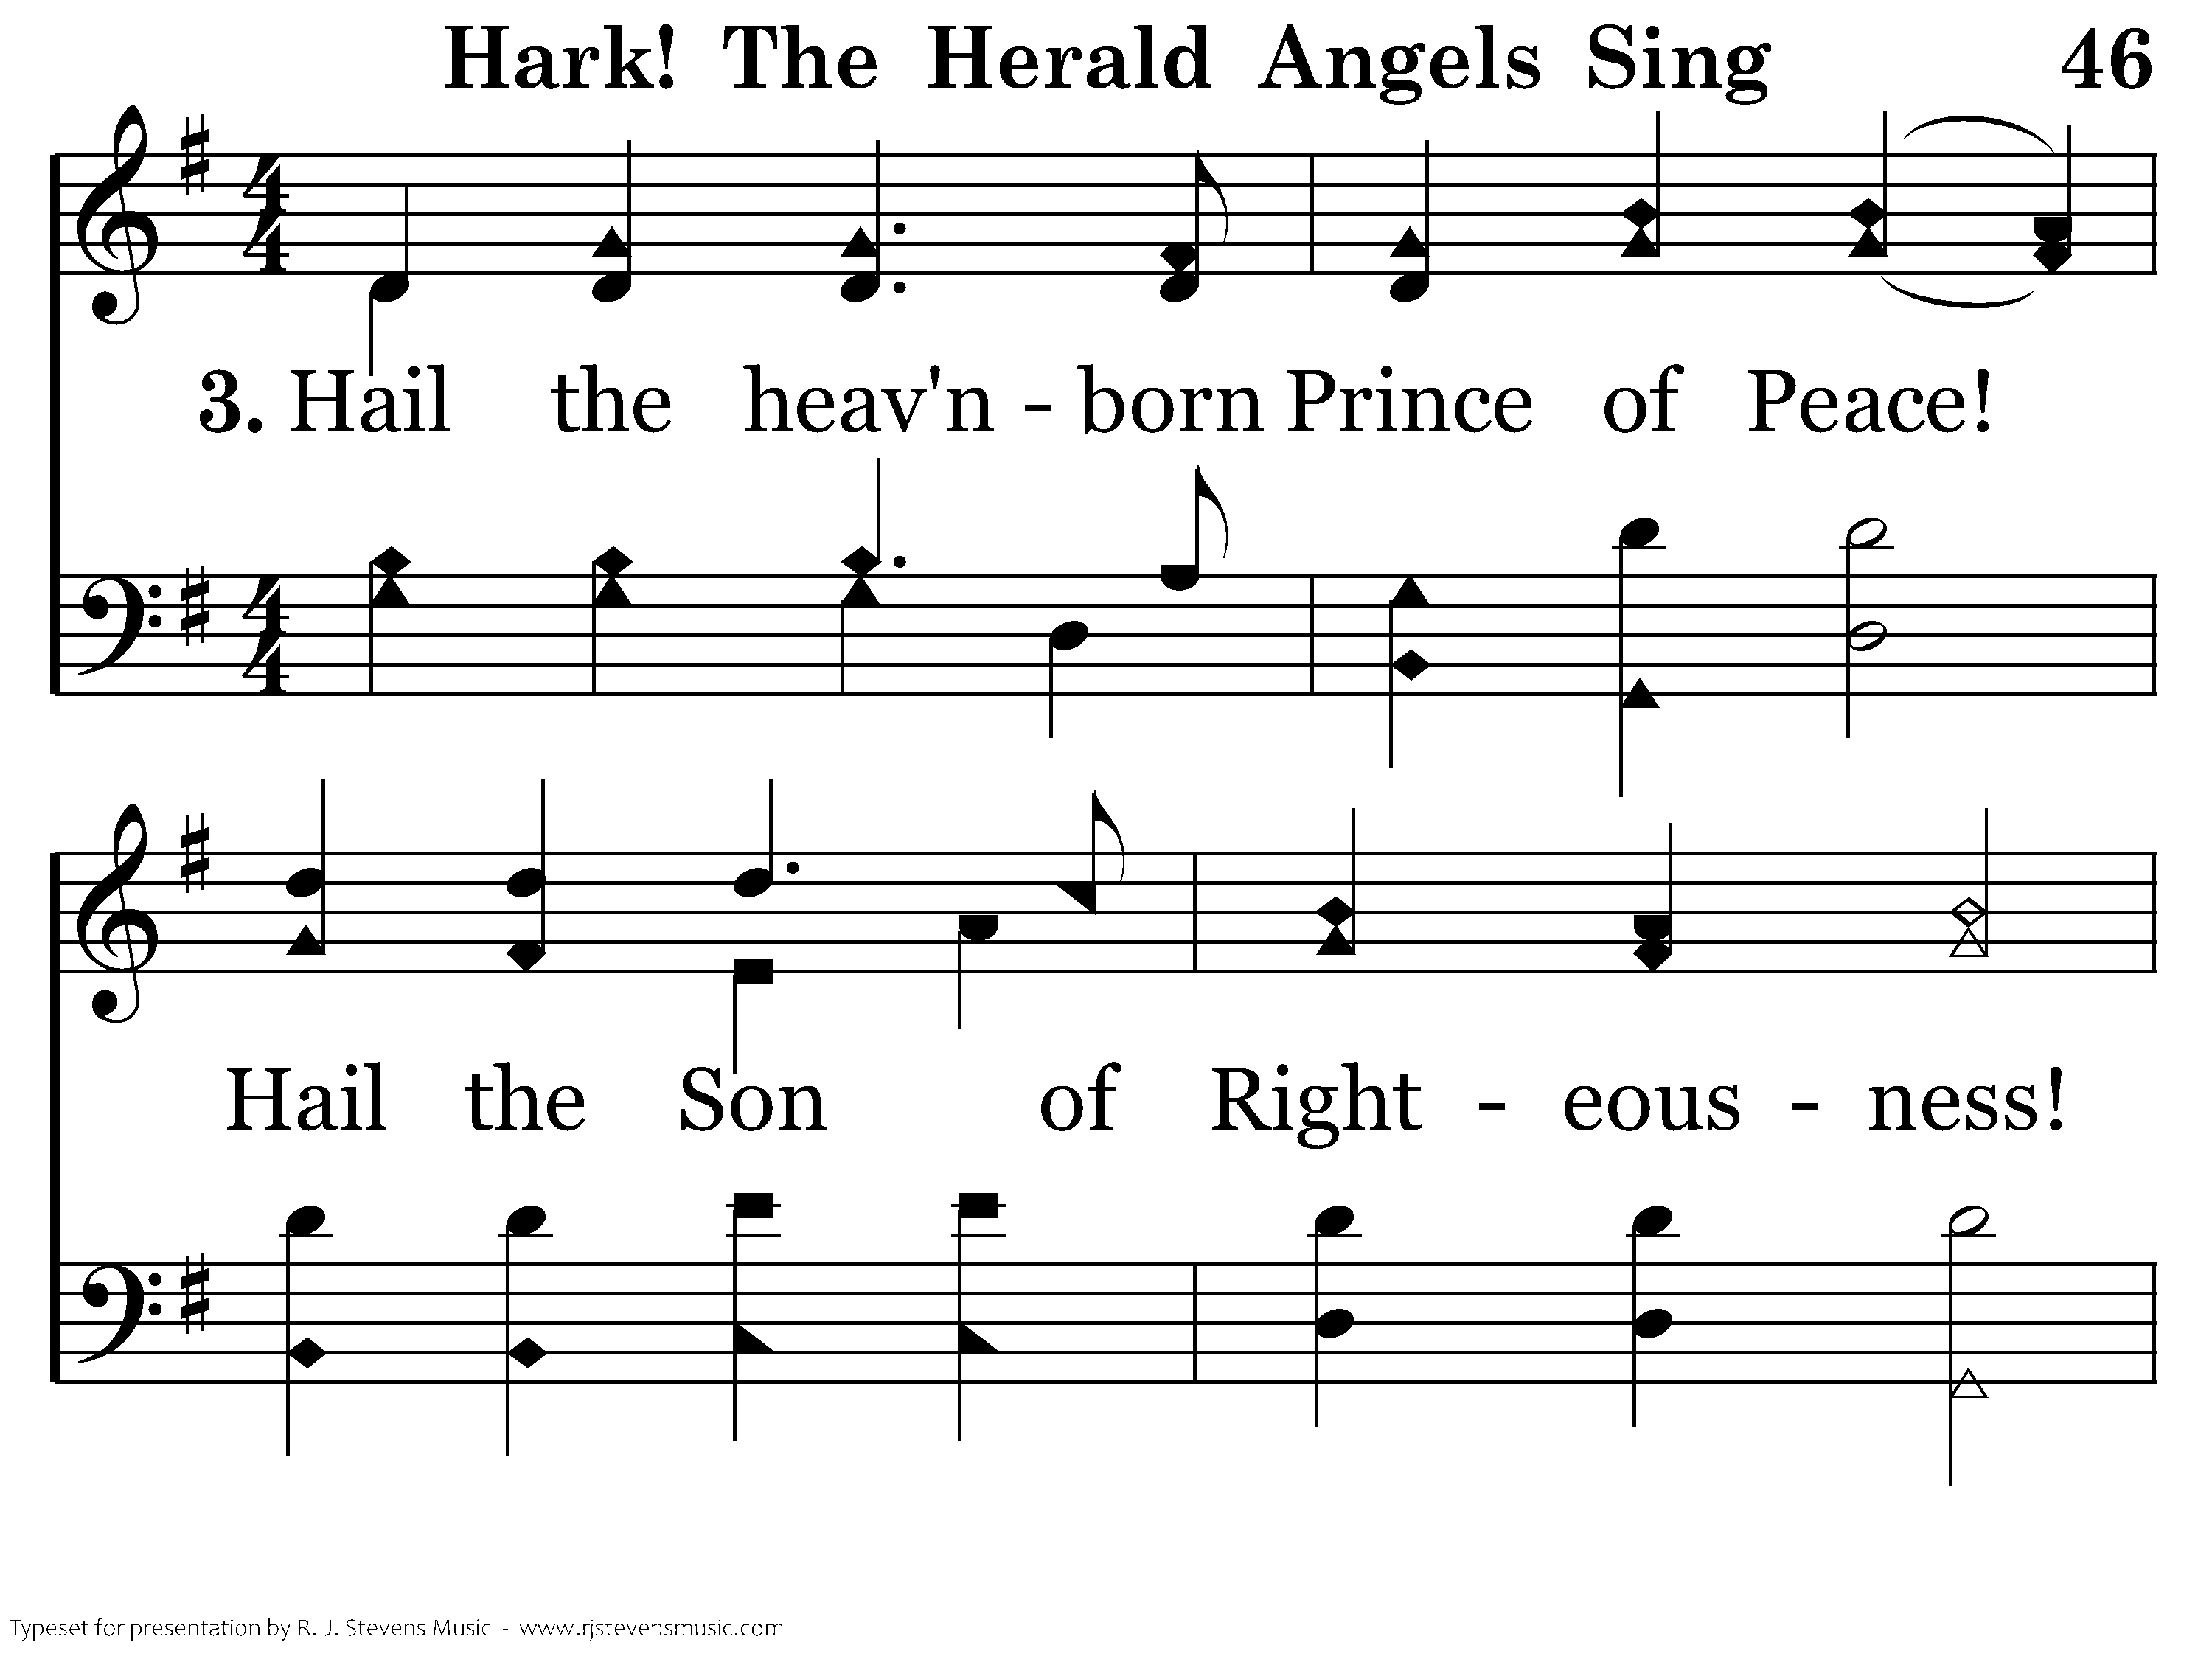 Hark! The Herald Angels Sing 46
3. Hail the heav'n - born Prince of Peace!
Hail the Son of Right - eous - ness!
Typeset for presentation by R. J. Stevens Music - www.rjstevensmusic.com